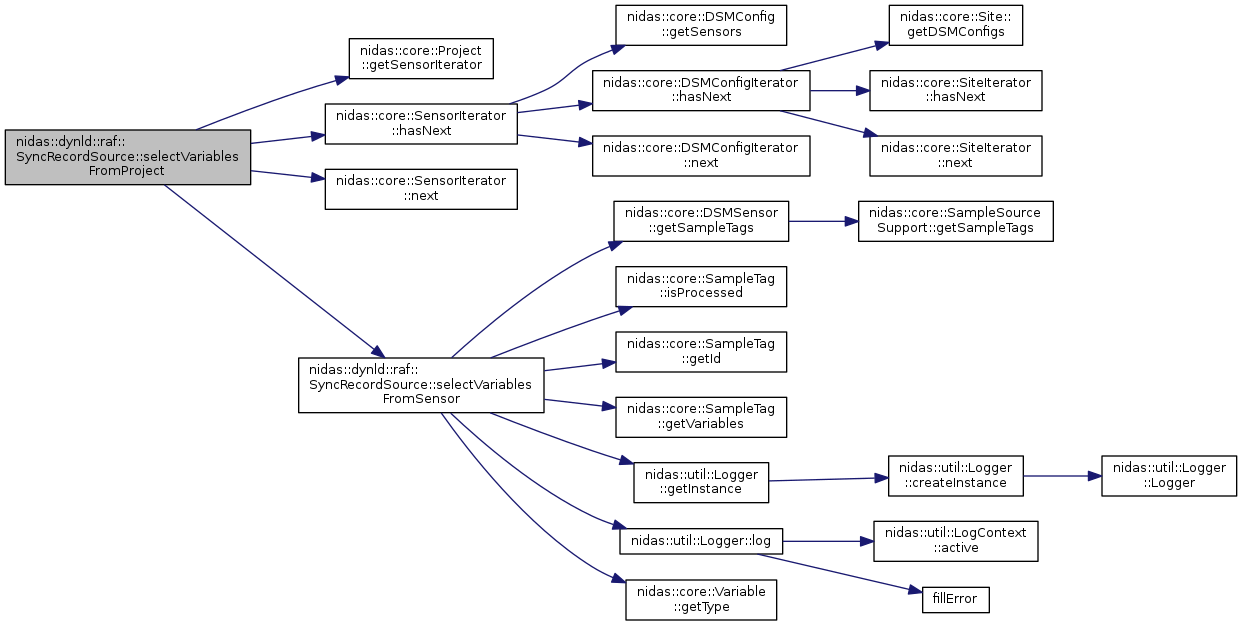 nidas::dynld::raf::
SyncRecordSource::selectVariables
FromProject
nidas::core::Project
::getSensorIterator
nidas::core::SensorIterator
::hasNext
nidas::core::SensorIterator
::next
nidas::dynld::raf::
SyncRecordSource::selectVariables
FromSensor
nidas::core::DSMConfig
::getSensors
nidas::core::DSMConfigIterator
::hasNext
nidas::core::DSMConfigIterator
::next
nidas::core::Site::
getDSMConfigs
nidas::core::SiteIterator
::hasNext
nidas::core::SiteIterator
::next
nidas::core::DSMSensor
::getSampleTags
nidas::core::SampleSource
Support::getSampleTags
nidas::core::SampleTag
::isProcessed
nidas::core::SampleTag
::getId
nidas::core::SampleTag
::getVariables
nidas::util::Logger
::getInstance
nidas::util::Logger
::createInstance
nidas::util::Logger
::Logger
nidas::util::Logger::log
nidas::util::LogContext
::active
fillError
nidas::core::Variable
::getType